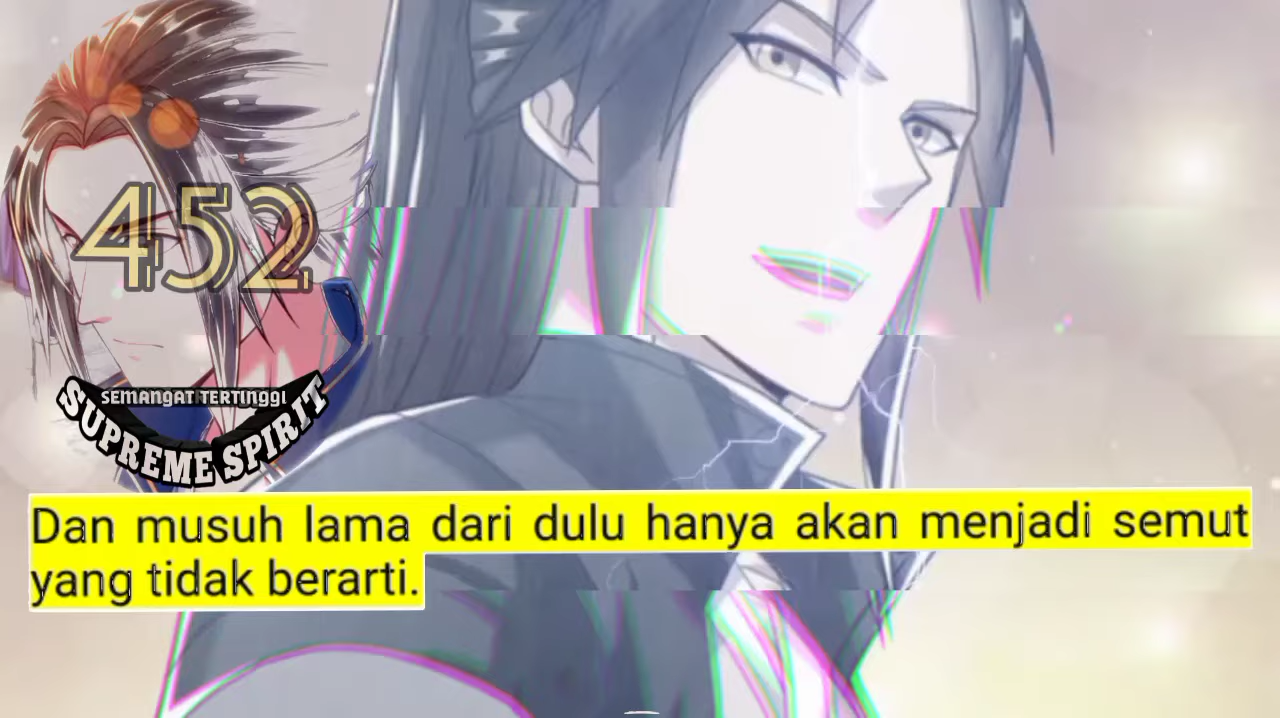 452
SEMANGAT TERTINGGI
SUPREME SPIRIT
Dan musuh lama dari dulu hanya akan menjadi semut
yang tidak berarti.